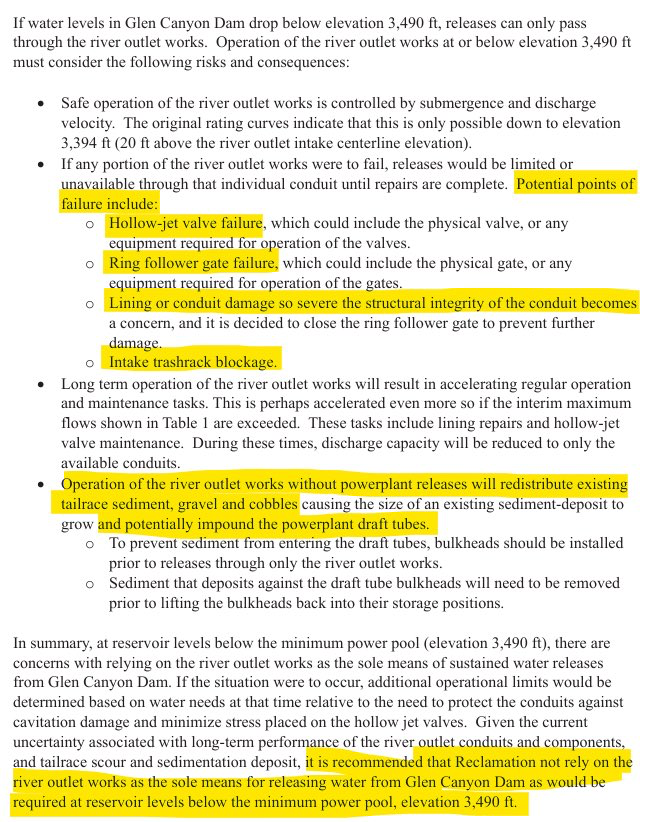 If water levels in Glen Canyon Dam drop below elevation 3,490 ft, releases can only pass
through the river outlet works.  Operation of the river outlet works at or below elevation 3,490 ft
must consider the following risks and consequences:
• Safe operation of the river outlet works is controlled by submergence and discharge
velocity.  The original rating curves indicate that this is only possible down to elevation
3,394 ft (20 ft above the river outlet intake centerline elevation).
• If any portion of the river outlet works were to fail, releases would be limited or
unavailable through that individual conduit until repairs are complete.  Potential points of
failure include:
o Hollow-jet valve failure, which could include the physical valve, or any
equipment required for operation of the valves.
o Ring follower gate failure, which could include the physical gate, or any
equipment required for operation of the gates.
o Lining or conduit damage so severe the structural integrity of the conduit becomes
a concern, and it is decided to close the ring follower gate to prevent further
damage.
o Intake trashrack blockage.
• Long term operation of the river outlet works will result in accelerating regular operation
and maintenance tasks. This is perhaps accelerated even more so if the interim maximum
flows shown in Table 1 are exceeded.  These tasks include lining repairs and hollow-jet
valve maintenance.  During these times, discharge capacity will be reduced to only the
available conduits.
• Operation of the river outlet works without powerplant releases will redistribute existing
tailrace sediment, gravel and cobbles causing the size of an existing sediment-deposit to
grow and potentially impound the powerplant draft tubes.
o To prevent sediment from entering the draft tubes, bulkheads should be installed
prior to releases through only the river outlet works.
o Sediment that deposits against the draft tube bulkheads will need to be removed
prior to lifting the bulkheads back into their storage positions.
In summary, at reservoir levels below the minimum power pool (elevation 3,490 ft), there are
concerns with relying on the river outlet works as the sole means of sustained water releases
from Glen Canyon Dam. If the situation were to occur, additional operational limits would be
determined based on water needs at that time relative to the need to protect the conduits against
cavitation damage and minimize stress placed on the hollow jet valves.  Given the current
uncertainty associated with long-term performance of the river outlet conduits and components,
and tailrace scour and sedimentation deposit, it is recommended that Reclamation not rely on the
river outlet works as the sole means for releasing water from Glen Canyon Dam as would be
required at reservoir levels below the minimum power pool, elevation 3,490 ft.